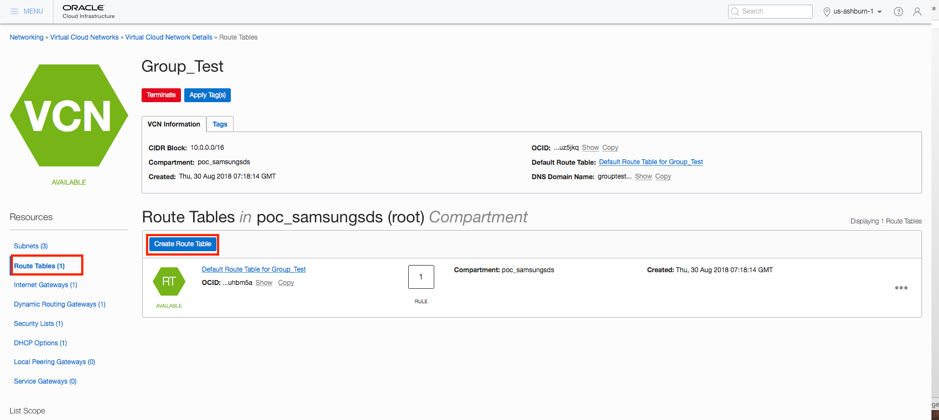 MENU
ORACLE
Cloud Infrastructure
Search
us-ashburn-1
Networking » Virtual Cloud Networks » Virtual Cloud Network Details » Route Tables
VCN
AVAILABLE
Group_Test
Terminate Apply Tag(s)
VCN Information Tags
CIDR Block: 10.0.0.0/16
Compartment: poc_samsungsds
Created: Thu, 30 Aug 2018 07:18:14 GMT
OCID: ...uz5jkq Show Copy
Default Route Table: Default Route Table for Group_Test
DNS Domain Name: grouptest... Show Copy
Resources
Subnets (3)
Route Tables (1)
Internet Gateways (1)
Dynamic Routing Gateways (1)
Security Lists (1)
DHCP Options (1)
Local Peering Gateways (0)
Service Gateways (0)
List Scope
Route Tables in poc_samsungsds (root) Compartment
Displaying 1 Route Tables
Create Route Table
RT
AVAILABLE
Default Route Table for Group_Test
OCID: ...uhbm5a Show Copy
1
RULE
Compartment: poc_samsungsds
Created: Thu, 30 Aug 2018 07:18:14 GMT